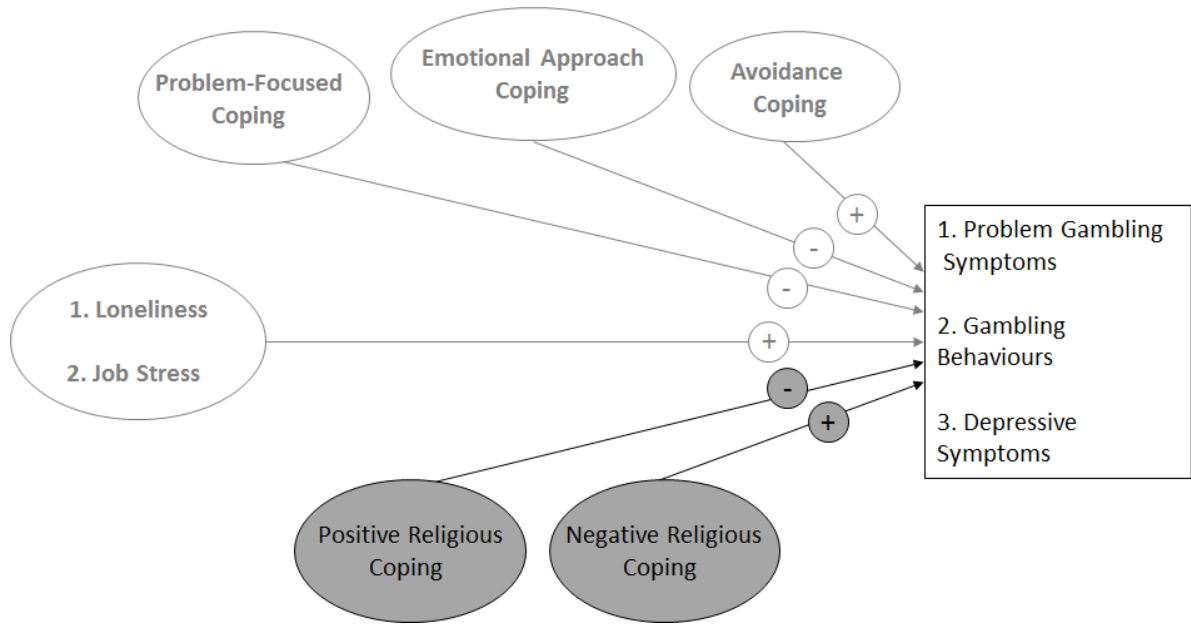 Emotional Approach
Coping
Problem-Focused
Coping
Avoidance
Coping
+
-
-
1. Problem Gambling
Symptoms
2. Gambling
Behaviours
3. Depressive
Symptoms
1. Loneliness
2. Job Stress
+
-
+
Positive Religious
Coping
Negative Religious
Coping